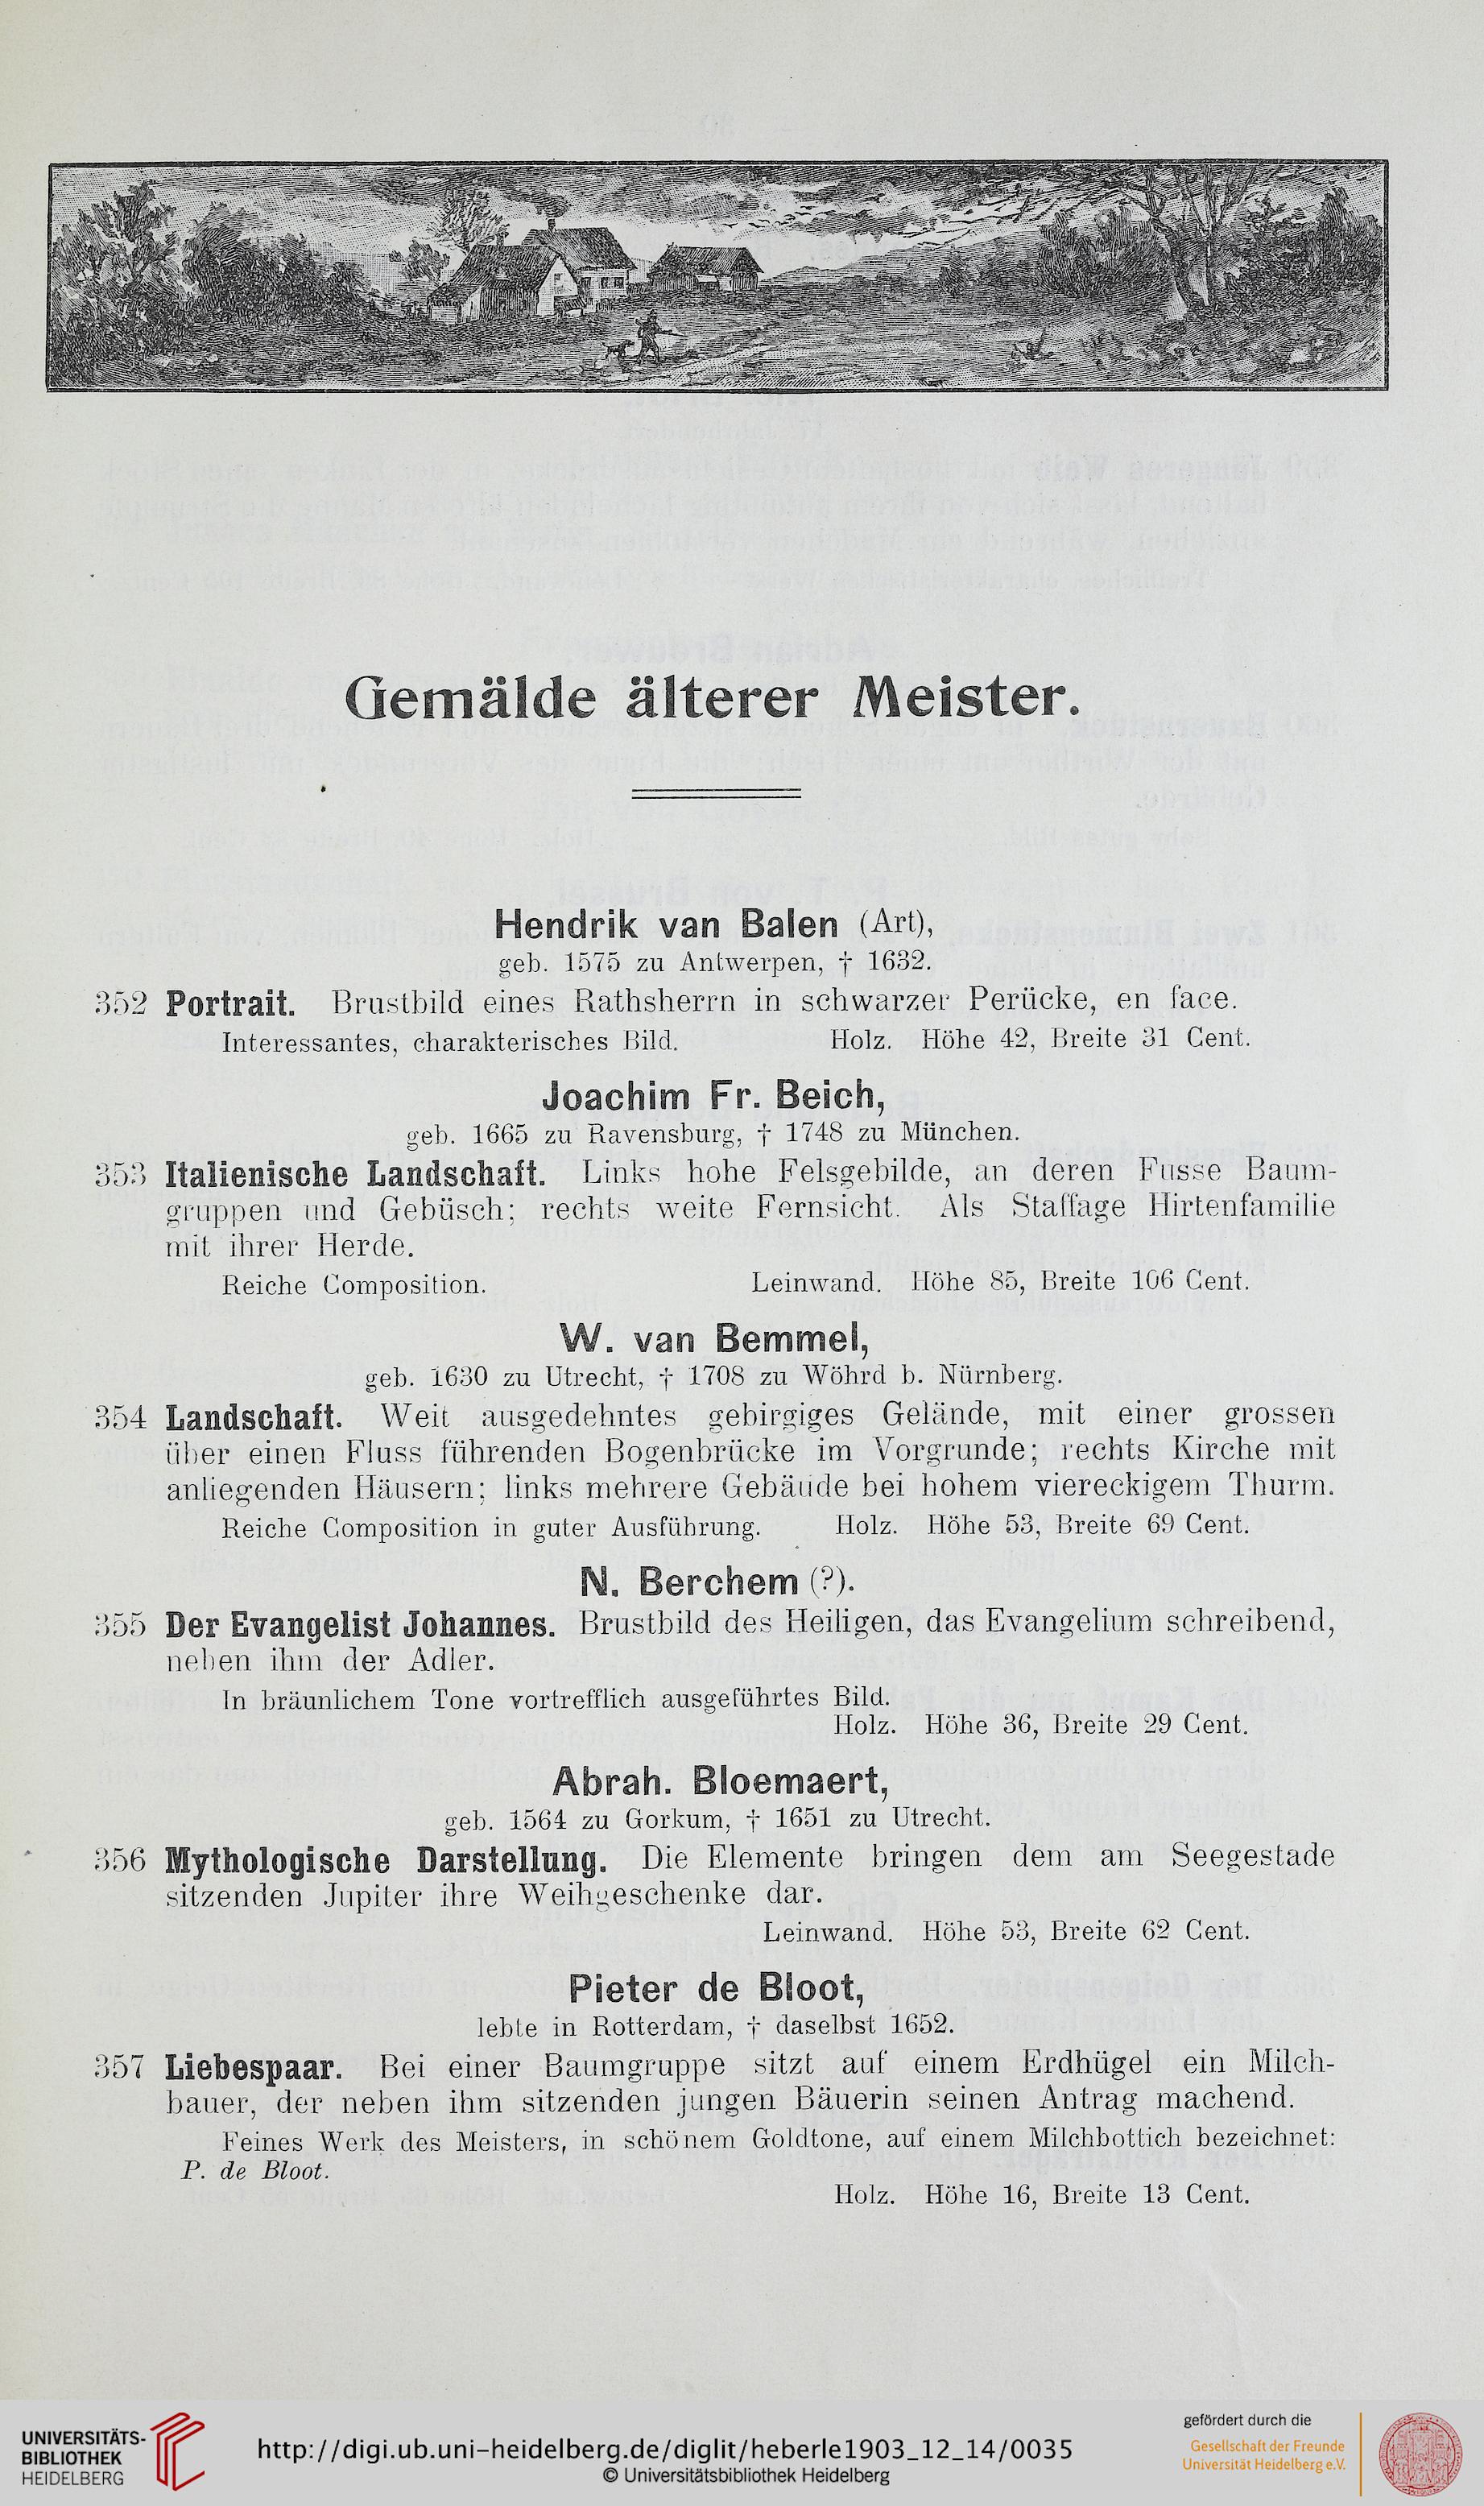 Gemälde älterer Meister.
Hendrik van Balen (Art),
geb. 1575 zu Antwerpen, † 1632.
352 Portrait. Brustbild eines Rathsherrn in schwarzer Perücke, en face.
Interessantes, charakterisches Bild. Holz. Höhe 42, Breite 31 Cent.
Joachim Fr. Beich,
geb. 1665 zu Ravensburg, † 1748 zu München.
353 Italienische Landschaft. Links hohe Felsgebilde, an deren Fusse Baum-
gruppen und Gebüsch; rechts weite Fernsicht. Als Staffage Hirtenfamilie
mit ihrer Herde.
Reiche Composition. Leinwand. Höhe 85, Breite 106 Cent.
W. van Bemmel,
geb. 1630 zu Utrecht, † 1708 zu Wöhrd b. Nürnberg.
354 Landschaft. Weit ausgedehntes gebirgiges Gelände, mit einer grossen
über einen Fluss führenden Bogenbrücke im Vorgrunde; rechts Kirche mit
anliegenden Häusern; links mehrere Gebäude bei hohem viereckigem Thurm.
Reiche Composition in guter Ausführung. Holz. Höhe 53, Breite 69 Cent.
N. Berchem (?).
355 Der Evangelist Johannes. Brustbild des Heiligen, das Evangelium schreibend,
neben ihm der Adler.
In bräunlichem Tone vortrefflich ausgeführtes Bild.
Holz. Höhe 36, Breite 29 Cent.
Abrah. Bloemaert,
geb. 1564 zu Gorkum, † 1651 zu Utrecht.
356 Mythologische Darstellung. Die Elemente bringen dem am Seegestade
sitzenden Jupiter ihre Weihgeschenke dar.
Leinwand. Höhe 53, Breite 62 Cent.
Pieter de Bloot,
lebte in Rotterdam, † daselbst 1652.
357 Liebespaar. Bei einer Baumgruppe sitzt auf einem Erdhügel ein Milch-
bauer, der neben ihm sitzenden jungen Bäuerin seinen Antrag machend.
Feines Werk des Meisters, in schönem Goldtone, auf einem Milchbottich bezeichnet:
P. de Bloot.
Holz. Höhe 16, Breite 13 Cent.
UNIVERSITÄTS-
BIBLIOTHEK
HEIDELBERG
http://digi.ub.uni-heidelberg.de/diglit/heberle1903_12_14/0035
© Universitätsbibliothek Heidelberg
gefördert durch die
Gesellschaft der Freunde
Universität Heidelberg e.V.